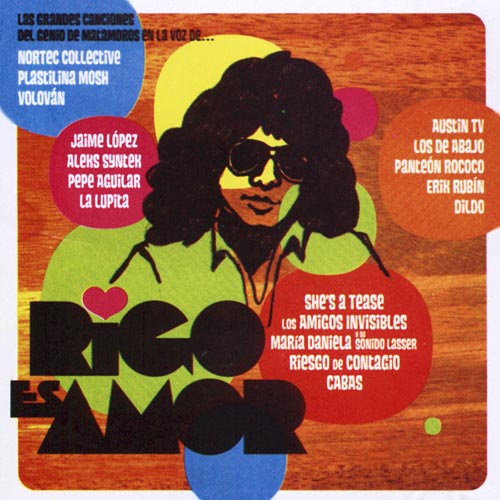 LAS GRANDES CANCIONES
DEL GENIO DE MATAMOROS EN LA VOZ DE...
NORTEC COLLECTIVE
PLASTILINA MOSH
VOLOVÁN
JAIME LÓPEZ
ALEKS SYNTEK
PEPE AGUILAR
LA LUPITA
AUSTIN TV
LOS DE ABAJO
PANTEÓN ROCOCO
ERIK RUBÍN
DILDO
SHE'S A TEASE
LOS AMIGOS INVISIBLES
MARÍA DANIELA Y SU SONIDO LASSER
RIESGO DE CONTAGIO
CABAS
RIGO
ES AMOR